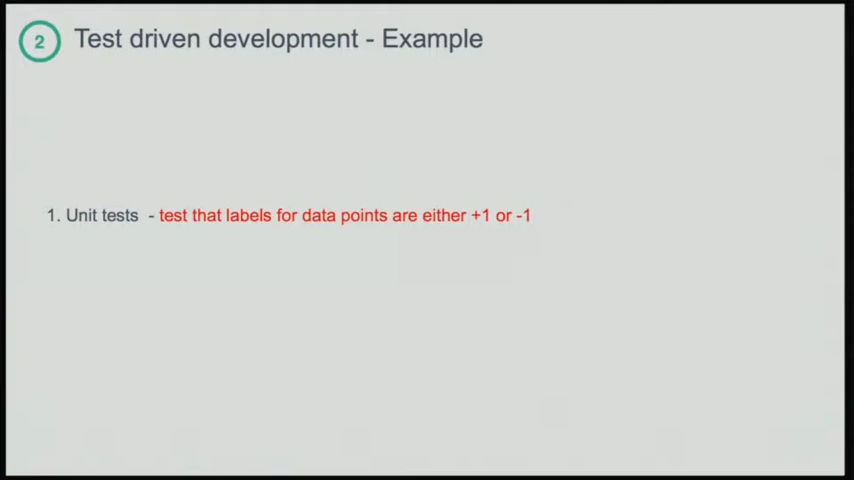 2 Test driven development - Example
1. Unit tests - test that labels for data points are either +1 or -1